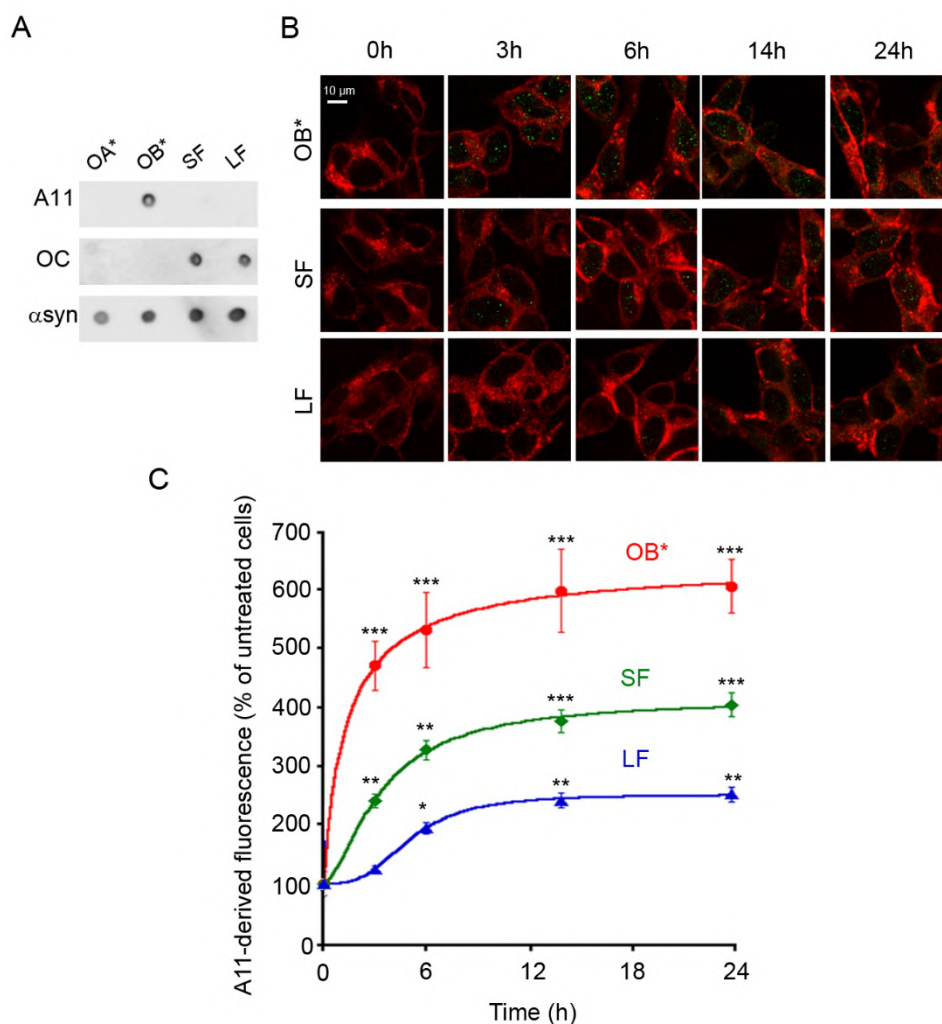 A
OA* OB* SF LF
A11
OC
αsyn
B
0h 3h 6h 14h 24h
10 μm
OB*
SF
LF
C
A11-derived fluorescence (% of untreated cells)
700
600
500
400
300
200
100
0
*** *** *** ***
OB*
** ** *** ***
SF
* ** **
LF
0 6 12 18 24
Time (h)